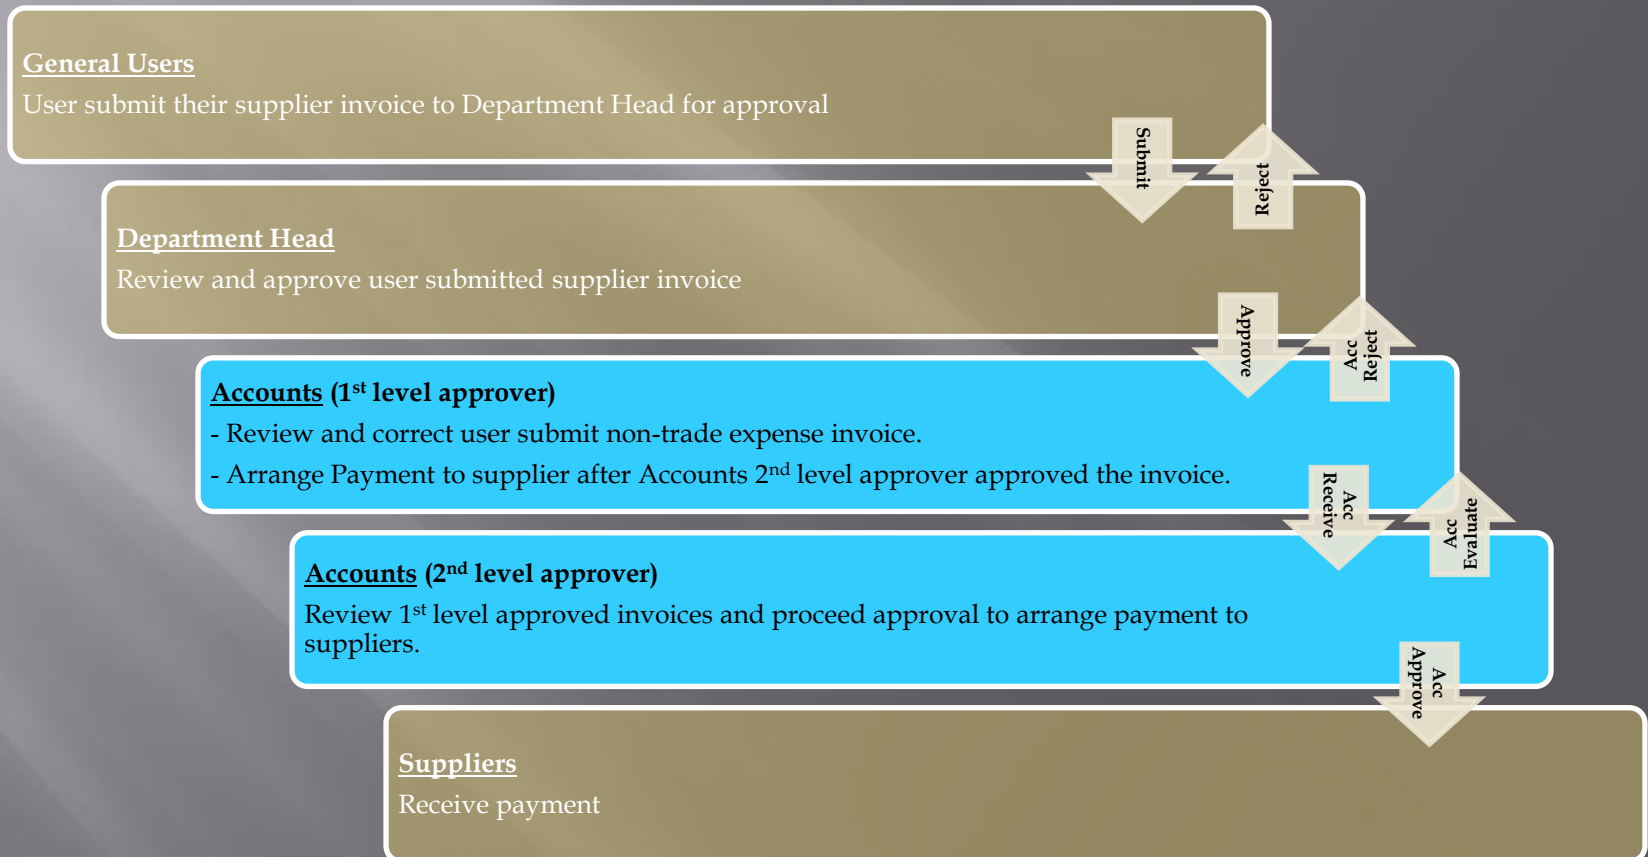 General Users
User submit their supplier invoice to Department Head for approval
Submit
Reject
Department Head
Review and approve user submitted supplier invoice
Approve
Acc
Reject
Accounts (1st level approver)
- Review and correct user submit non-trade expense invoice.
- Arrange Payment to supplier after Accounts 2nd level approver approved the invoice.
Acc
Receive
Acc
Evaluate
Accounts (2nd level approver)
Review 1st level approved invoices and proceed approval to arrange payment to
suppliers.
Acc
Approve
Suppliers
Receive payment